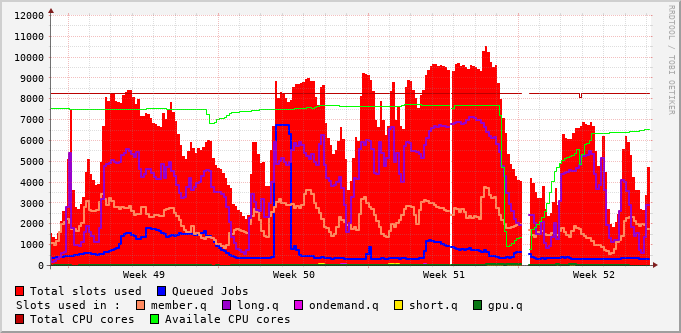 12000
11000
10000
9000
8000
7000
6000
5000
4000
3000
2000
1000
0
Week 49 Week 50 Week 51 Week 52
RRDTOOL / TOBI OETIKER
Total slots used Queued Jobs
Slots used in : member.q long.q ondemand.q short.q gpu.q
Total CPU cores Availale CPU cores